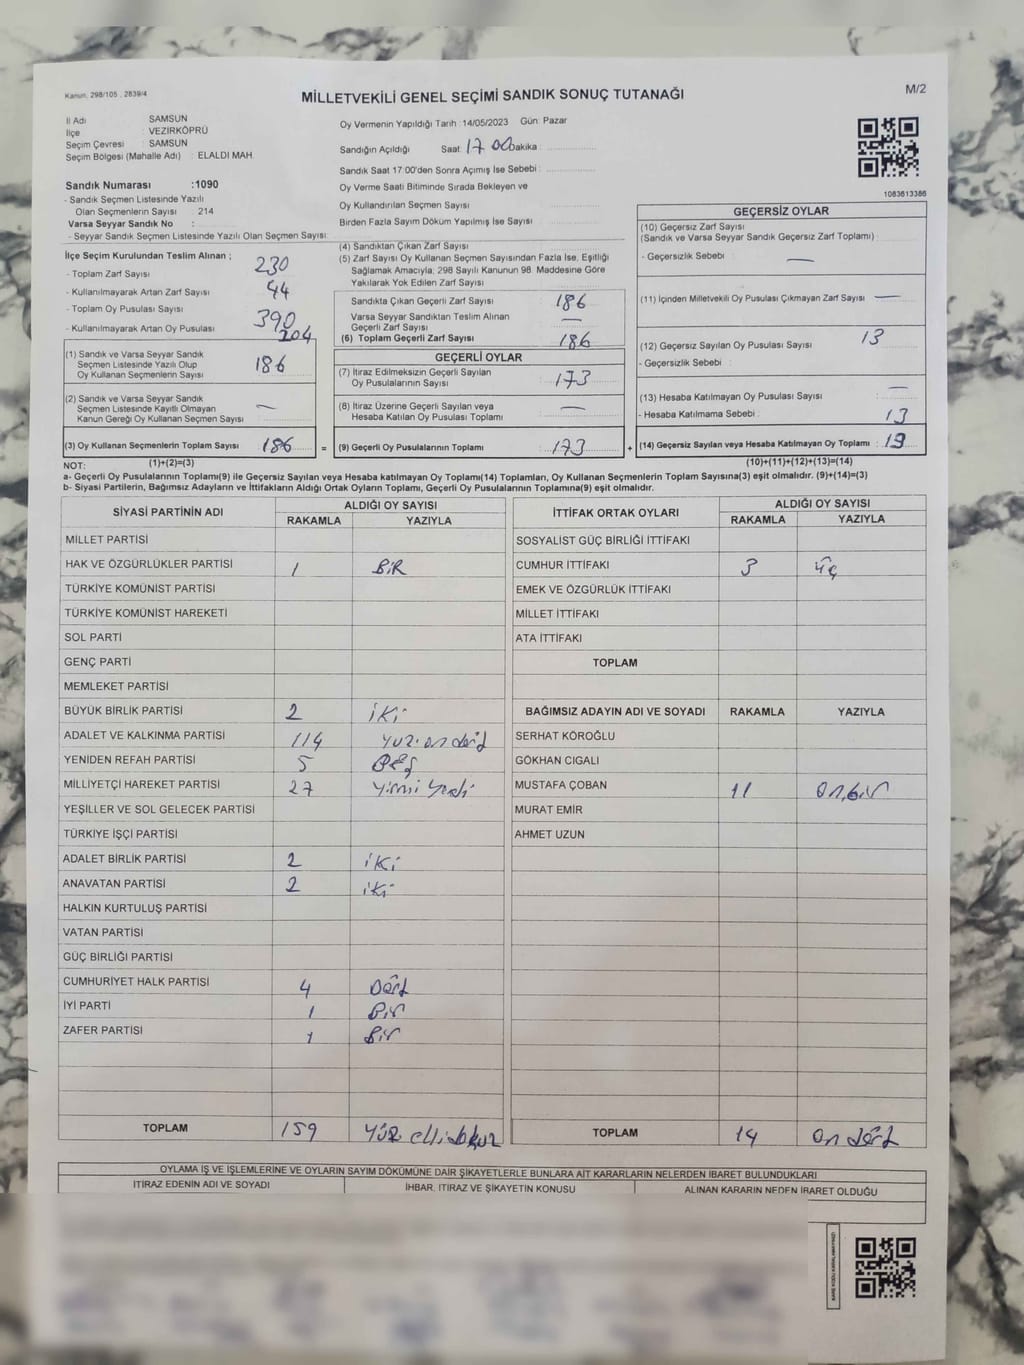 Kanun, 298/105 , 2839/4
MİLLETVEKİLİ GENEL SEÇİMİ SANDIK SONUÇ TUTANAĞI
M/2
İl Adı SAMSUN
İlçe : VEZİRKÖPRÜ
Seçim Çevresi : SAMSUN
Seçim Bölgesi (Mahalle Adı) : ELALDI MAH.
Sandık Numarası :1090
- Sandık Seçmen Listesinde Yazılı
Olan Seçmenlerin Sayısı : 214
Varsa Seyyar Sandık No :
- Seyyar Sandık Seçmen Listesinde Yazılı Olan Seçmen Sayısı:
Oy Vermenin Yapıldığı Tarih : 14/05/2023 Gün: Pazar
Sandığın Açıldığı Saat: 17 00 Dakika :
Sandık Saat 17:00'den Sonra Açımış İse Sebebi :
Oy Verme Saati Bitiminde Sırada Bekleyen ve
Oy Kullandırılan Seçmen Sayısı :
Birden Fazla Sayım Döküm Yapılmış İse Sayısı :
1083613386
İlçe Seçim Kurulundan Teslim Alınan ;
- Toplam Zarf Sayısı : 230
- Kullanılmayarak Artan Zarf Sayısı : 44
- Toplam Oy Pusulası Sayısı : 390
- Kullanılmayarak Artan Oy Pusulası : 204
(4) Sandıktan Çıkan Zarf Sayısı :
(5) Zarf Sayısı Oy Kullanan Seçmen Sayısından Fazla İse, Eşitliği
Sağlamak Amacıyla; 298 Sayılı Kanunun 98. Maddesine Göre
Yakılarak Yok Edilen Zarf Sayısı :
Sandıkta Çıkan Geçerli Zarf Sayısı : 186
Varsa Seyyar Sandıktan Teslim Alınan
Geçerli Zarf Sayısı : —
(6) Toplam Geçerli Zarf Sayısı : 186
GEÇERSİZ OYLAR
(10) Geçersiz Zarf Sayısı
(Sandık ve Varsa Seyyar Sandık Geçersiz Zarf Toplamı) :
- Geçersizlik Sebebi : —
(11) İçinden Milletvekili Oy Pusulası Çıkmayan Zarf Sayısı : —
(12) Geçersiz Sayılan Oy Pusulası Sayısı : 13
- Geçersizlik Sebebi :
(13) Hesaba Katılmayan Oy Pusulası Sayısı : —
- Hesaba Katılmama Sebebi : 13
(14) Geçersiz Sayılan veya Hesaba Katılmayan Oy Toplamı : 13
(10)+(11)+(12)+(13)=(14)
(1) Sandık ve Varsa Seyyar Sandık
Seçmen Listesinde Yazılı Olup
Oy Kullanan Seçmenlerin Sayısı : 186
(2) Sandık ve Varsa Seyyar Sandık
Seçmen Listesinde Kayıtlı Olmayan
Kanun Gereği Oy Kullanan Seçmen Sayısı : —
(3) Oy Kullanan Seçmenlerin Toplam Sayısı : 186 =
GEÇERLİ OYLAR
(7) İtiraz Edilmeksizin Geçerli Sayılan
Oy Pusulalarının Sayısı : 173
(8) İtiraz Üzerine Geçerli Sayılan veya
Hesaba Katılan Oy Pusulası Toplamı : —
(9) Geçerli Oy Pusulalarının Toplamı : 173 +
NOT: (1)+(2)=(3)
a- Geçerli Oy Pusulalarının Toplamı(9) ile Geçersiz Sayılan veya Hesaba katılmayan Oy Toplamı(14) Toplamları, Oy Kullanan Seçmenlerin Toplam Sayısına(3) eşit olmalıdır. (9)+(14)=(3)
b- Siyasi Partilerin, Bağımsız Adayların ve İttifakların Aldığı Ortak Oyların Toplamı, Geçerli Oy Pusulalarının Toplamına(9) eşit olmalıdır.
SİYASİ PARTİNİN ADI ALDIĞI OY SAYISI
RAKAMLA YAZIYLA
MİLLET PARTİSİ
HAK VE ÖZGÜRLÜKLER PARTİSİ 1 BİR
TÜRKİYE KOMÜNİST PARTİSİ
TÜRKİYE KOMÜNİST HAREKETİ
SOL PARTİ
GENÇ PARTİ
MEMLEKET PARTİSİ
BÜYÜK BİRLİK PARTİSİ 2 iki
ADALET VE KALKINMA PARTİSİ 114 yüz on dört
YENİDEN REFAH PARTİSİ 5 Beş
MİLLİYETÇİ HAREKET PARTİSİ 27 yirmi yedi
YEŞİLLER VE SOL GELECEK PARTİSİ
TÜRKİYE İŞÇİ PARTİSİ
ADALET BİRLİK PARTİSİ 2 iki
ANAVATAN PARTİSİ 2 iki
HALKIN KURTULUŞ PARTİSİ
VATAN PARTİSİ
GÜÇ BİRLİĞİ PARTİSİ
CUMHURİYET HALK PARTİSİ 4 Dört
İYİ PARTİ 1 Bir
ZAFER PARTİSİ 1 Bir
TOPLAM 159 Yüz elli dokuz
İTTİFAK ORTAK OYLARI ALDIĞI OY SAYISI
RAKAMLA YAZIYLA
SOSYALİST GÜÇ BİRLİĞİ İTTİFAKI
CUMHUR İTTİFAKI 3 üç
EMEK VE ÖZGÜRLÜK İTTİFAKI
MİLLET İTTİFAKI
ATA İTTİFAKI
TOPLAM
BAĞIMSIZ ADAYIN ADI VE SOYADI RAKAMLA YAZIYLA
SERHAT KÖROĞLU
GÖKHAN CIGALI
MUSTAFA ÇOBAN 11 On bir
MURAT EMİR
AHMET UZUN
TOPLAM 14 on dört
OYLAMA İŞ VE İŞLEMLERİNE VE OYLARIN SAYIM DÖKÜMÜNE DAİR ŞİKAYETLERLE BUNLARA AİT KARARLARIN NELERDEN İBARET BULUNDUKLARI
İTİRAZ EDENİN ADI VE SOYADI İHBAR, İTİRAZ VE ŞİKAYETİN KONUSU ALINAN KARARIN NEDEN İBARET OLDUĞU